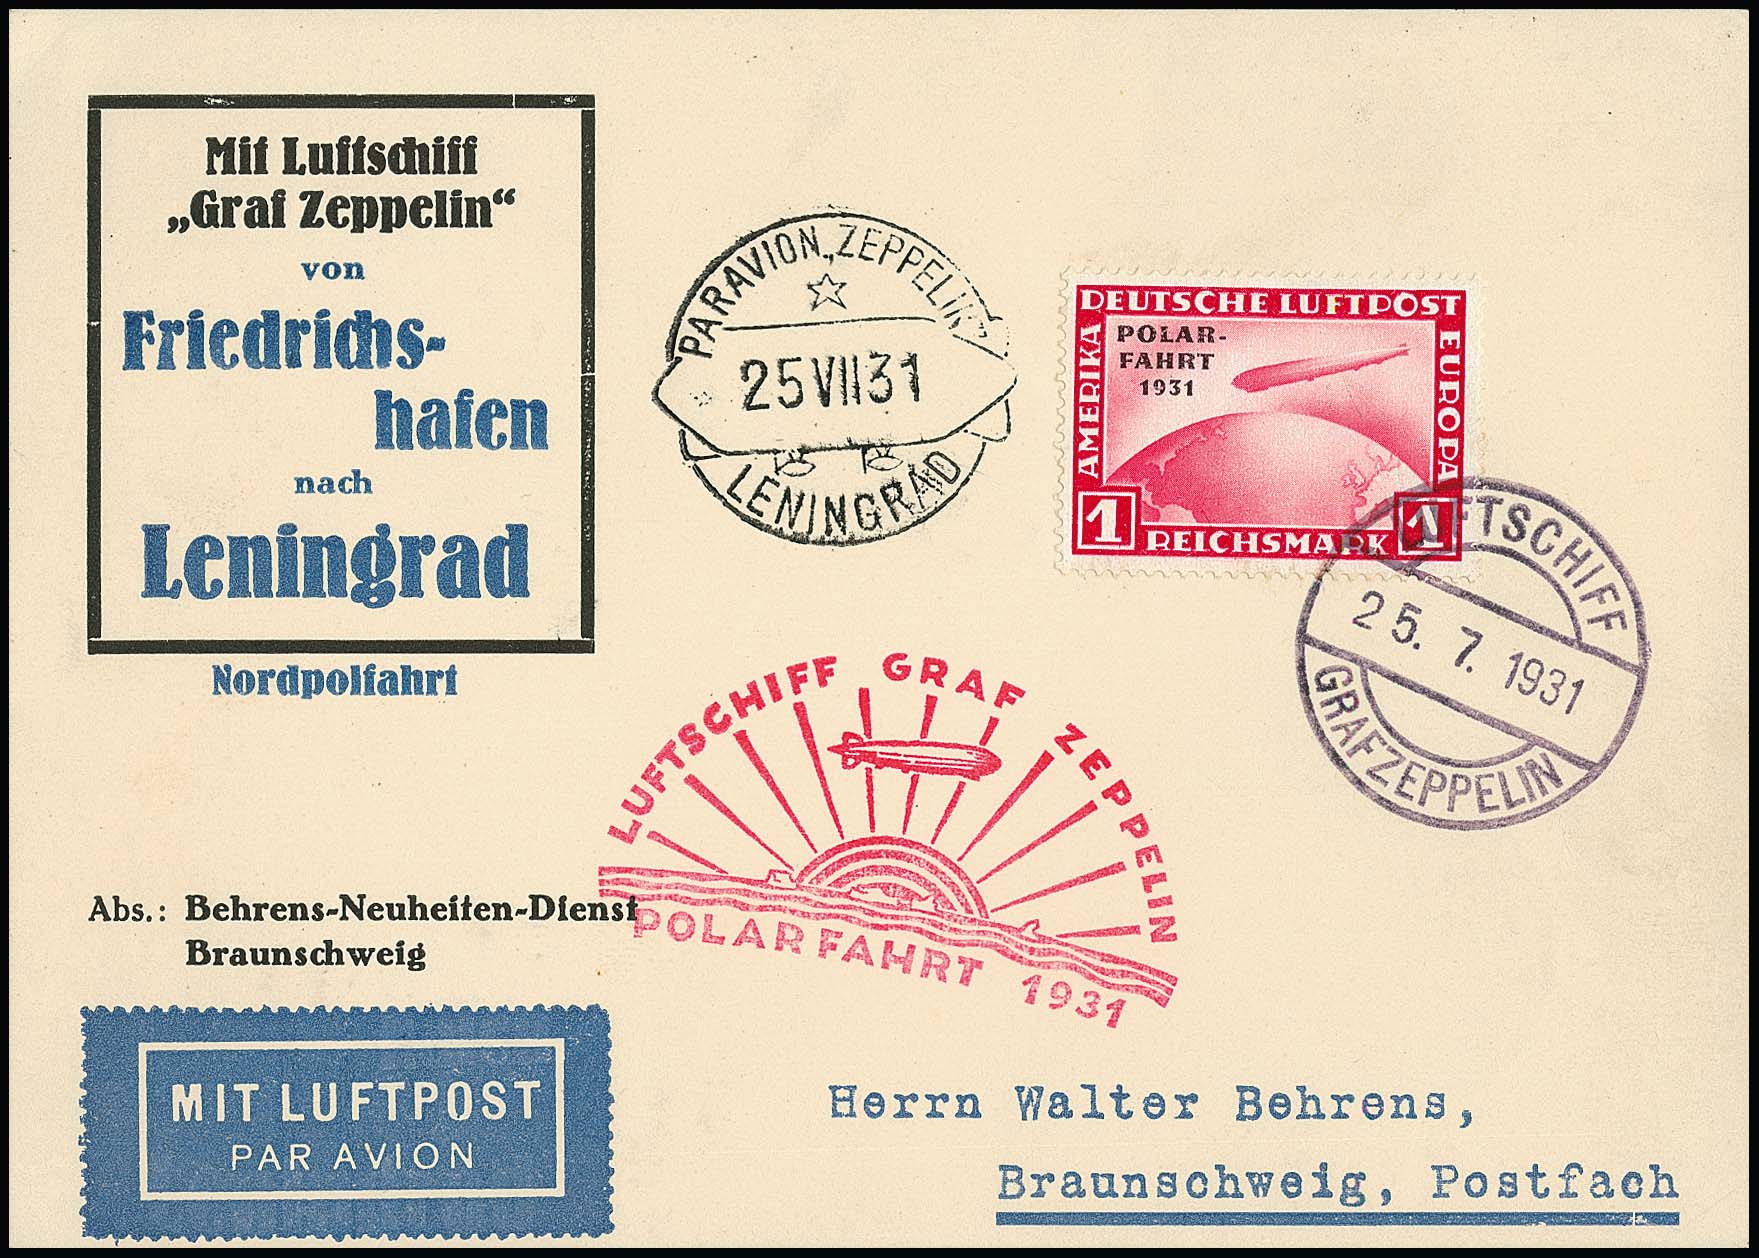 Mit Luftschiff
„Graf Zeppelin“
von
Friedrichs-
hafen
nach
Leningrad
Nordpolfahrt
PARAVION „ZEPPELIN”
25 VII 31
LENINGRAD
DEUTSCHE LUFTPOST
AMERIKA
EUROPA
POLAR-
FAHRT
1931
1 REICHSMARK 1
LUFTSCHIFF
25. 7. 1931
GRAF ZEPPELIN
LUFTSCHIFF GRAF ZEPPELIN
POLARFAHRT 1931
Abs.: Behrens-Neuheiten-Dienst
Braunschweig
MIT LUFTPOST
PAR AVION
Herrn Walter Behrens,
Braunschweig, Postfach